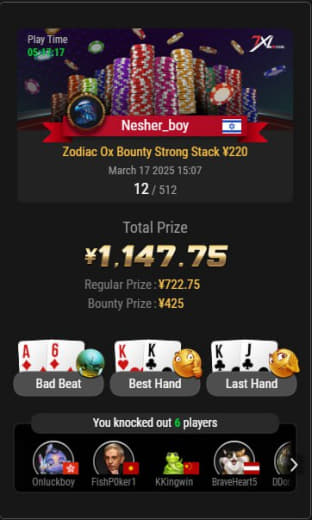 Play Time
05:17:17
7XL
Nesher_boy
Zodiac Ox Bounty Strong Stack ¥220
March 17 2025 15:07
12 / 512
Total Prize
¥1,147.75
Regular Prize : ¥722.75
Bounty Prize : ¥425
A 6 K K K J
Bad Beat Best Hand Last Hand
You knocked out 6 players
Onluckboy FishP0ker1 KKingwin BraveHeart5 DDo